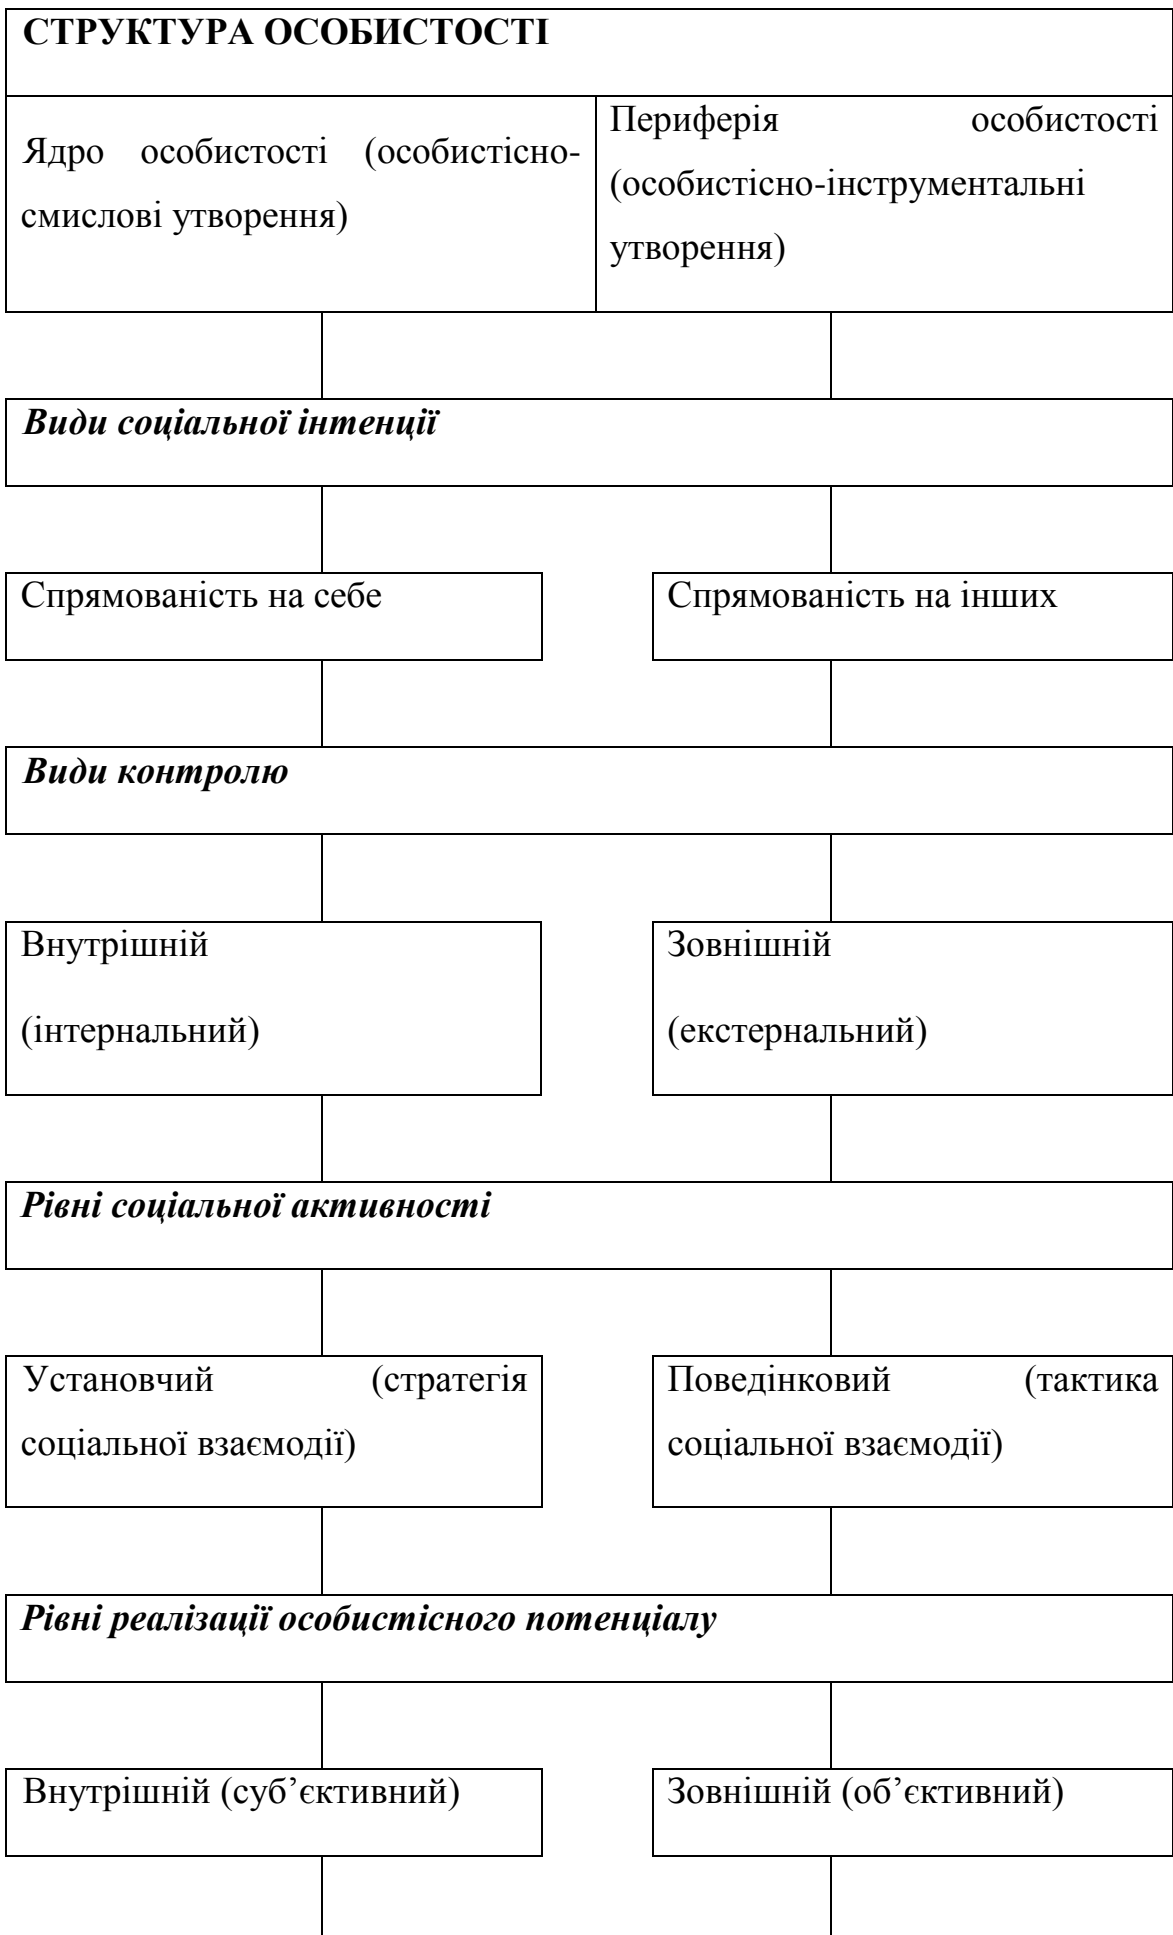 СТРУКТУРА ОСОБИСТОСТІ
Ядро особистості (особистісно-
смислові утворення)
Периферія особистості
(особистісно-інструментальні
утворення)
Види соціальної інтенції
Спрямованість на себе
Спрямованість на інших
Види контролю
Внутрішній
(інтернальний)
Зовнішній
(екстернальний)
Рівні соціальної активності
Установчий (стратегія
соціальної взаємодії)
Поведінковий (тактика
соціальної взаємодії)
Рівні реалізації особистісного потенціалу
Внутрішній (суб’єктивний)
Зовнішній (об’єктивний)